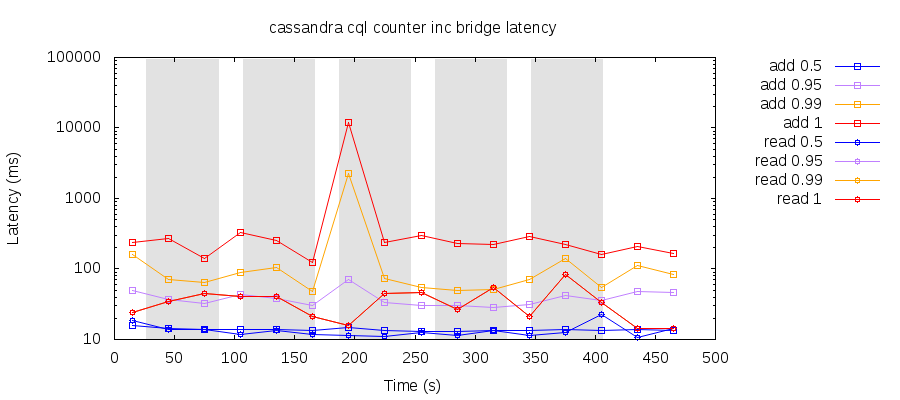 cassandra cql counter inc bridge latency
Latency (ms)
100000
10000
1000
100
10
0 50 100 150 200 250 300 350 400 450 500
Time (s)
add 0.5
add 0.95
add 0.99
add 1
read 0.5
read 0.95
read 0.99
read 1